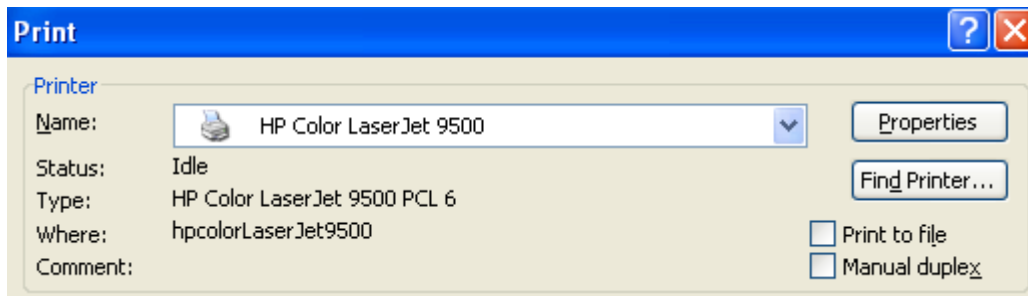 Print
Printer
Name: HP Color LaserJet 9500 Properties
Status: Idle
Find Printer...
Type: HP Color LaserJet 9500 PCL 6
Where: hpcolorLaserJet9500 Print to file
Comment: Manual duplex